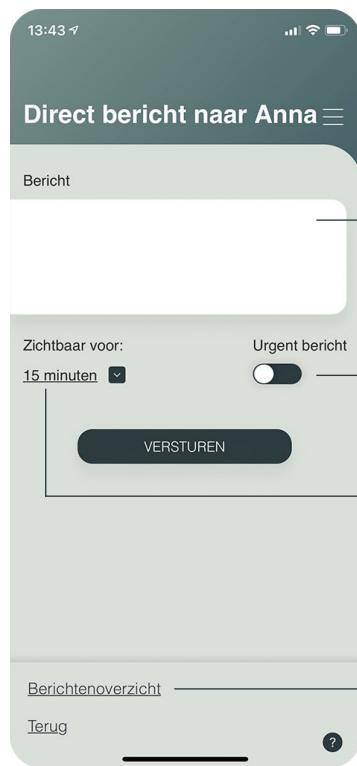 13:43
Direct bericht naar Anna
Bericht
Zichtbaar voor:
Urgent bericht
15 minuten
VERSTUREN
Berichtenoverzicht
Terug
?